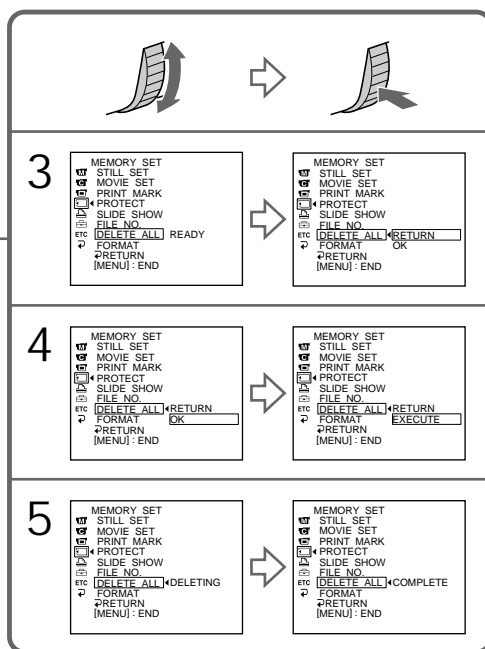 3
MEMORY SET
STILL SET
MOVIE SET
PRINT MARK
PROTECT
SLIDE SHOW
FILE NO.
ETC DELETE ALL READY
FORMAT
RETURN
[MENU] : END
MEMORY SET
STILL SET
MOVIE SET
PRINT MARK
PROTECT
SLIDE SHOW
FILE NO.
ETC DELETE ALL RETURN
FORMAT OK
RETURN
[MENU] : END
4
MEMORY SET
STILL SET
MOVIE SET
PRINT MARK
PROTECT
SLIDE SHOW
FILE NO.
ETC DELETE ALL RETURN
FORMAT OK
RETURN
[MENU] : END
MEMORY SET
STILL SET
MOVIE SET
PRINT MARK
PROTECT
SLIDE SHOW
FILE NO.
ETC DELETE ALL RETURN
FORMAT EXECUTE
RETURN
[MENU] : END
5
MEMORY SET
STILL SET
MOVIE SET
PRINT MARK
PROTECT
SLIDE SHOW
FILE NO.
ETC DELETE ALL DELETING
FORMAT
RETURN
[MENU] : END
MEMORY SET
STILL SET
MOVIE SET
PRINT MARK
PROTECT
SLIDE SHOW
FILE NO.
ETC DELETE ALL COMPLETE
FORMAT
RETURN
[MENU] : END